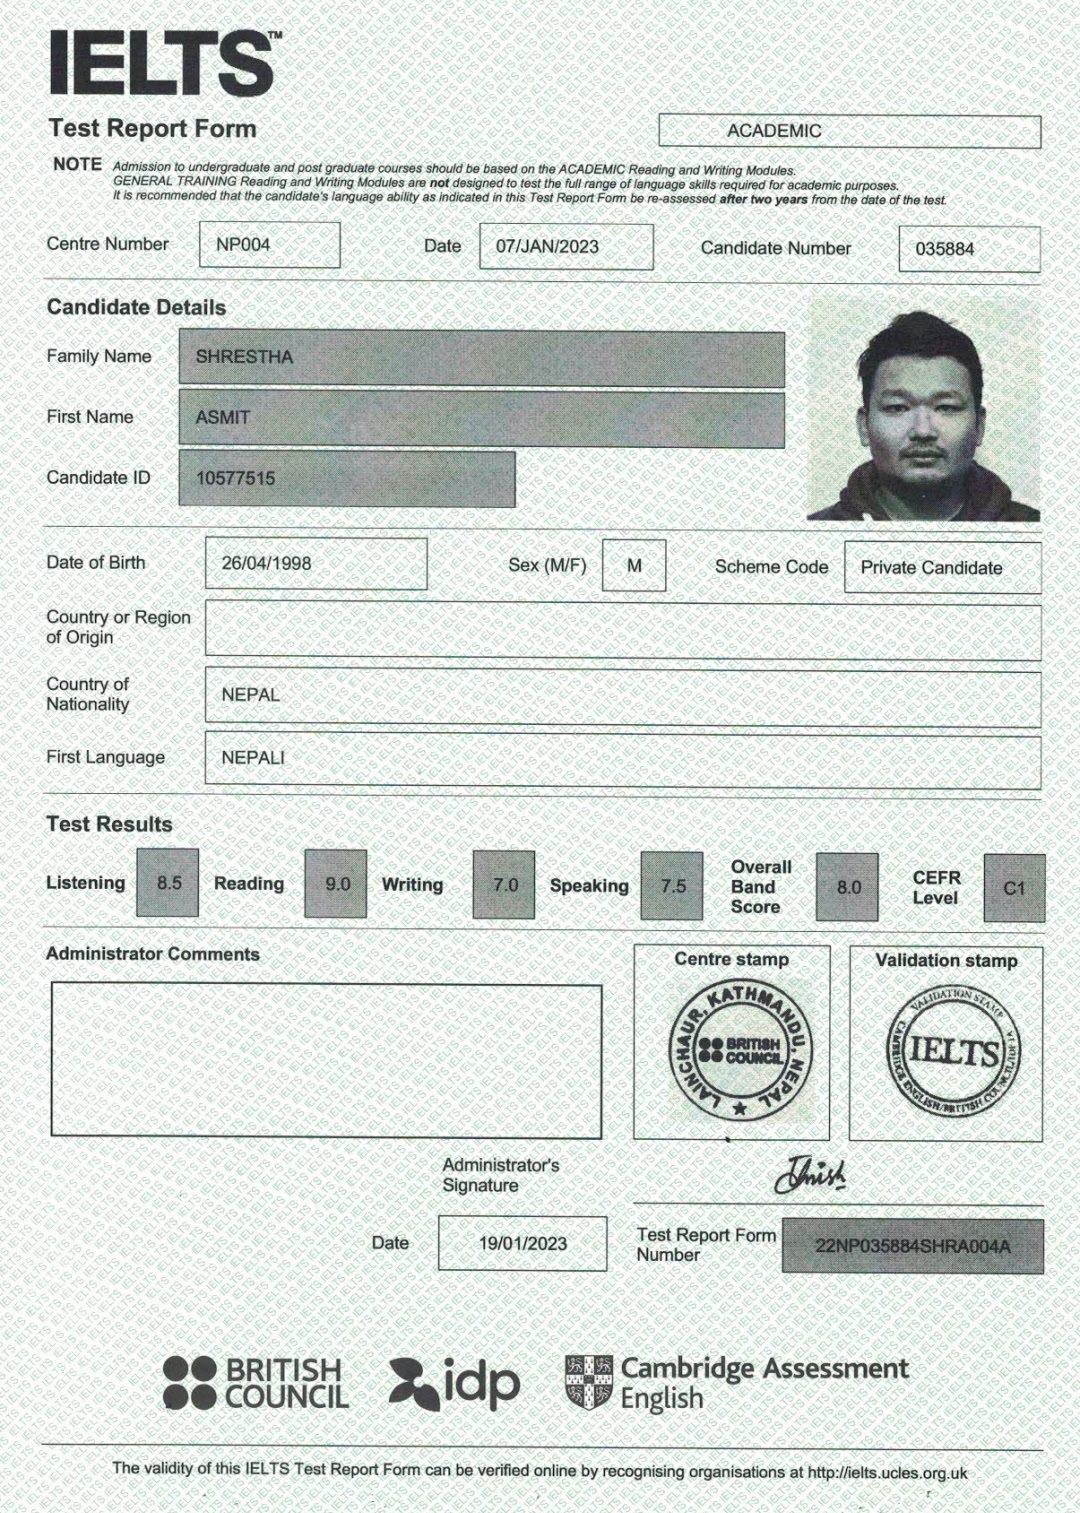 IELTS™
Test Report Form
ACADEMIC
NOTE Admission to undergraduate and post graduate courses should be based on the ACADEMIC Reading and Writing Modules.
GENERAL TRAINING Reading and Writing Modules are not designed to test the full range of language skills required for academic purposes.
It is recommended that the candidate's language ability as indicated in this Test Report Form be re-assessed after two years from the date of the test.
Centre Number NP004 Date 07/JAN/2023 Candidate Number 035884
Candidate Details
Family Name SHRESTHA
First Name ASMIT
Candidate ID 10577515
Date of Birth 26/04/1998 Sex (M/F) M Scheme Code Private Candidate
Country or Region
of Origin
Country of
Nationality NEPAL
First Language NEPALI
Test Results
Listening 8.5 Reading 9.0 Writing 7.0 Speaking 7.5 Overall Band Score 8.0 CEFR Level C1
Administrator Comments
Centre stamp
LAINCHAUR, KATHMANDU, NEPAL
BRITISH
COUNCIL
Validation stamp
VALIDATION STAMP
IELTS
CAMBRIDGE ENGLISH/BRITISH COUNCIL/IDP:IA
Administrator's
Signature
Date 19/01/2023
Test Report Form
Number 22NP035884SHRA004A
BRITISH
COUNCIL
idp
Cambridge Assessment
English
The validity of this IELTS Test Report Form can be verified online by recognising organisations at http://ielts.ucles.org.uk